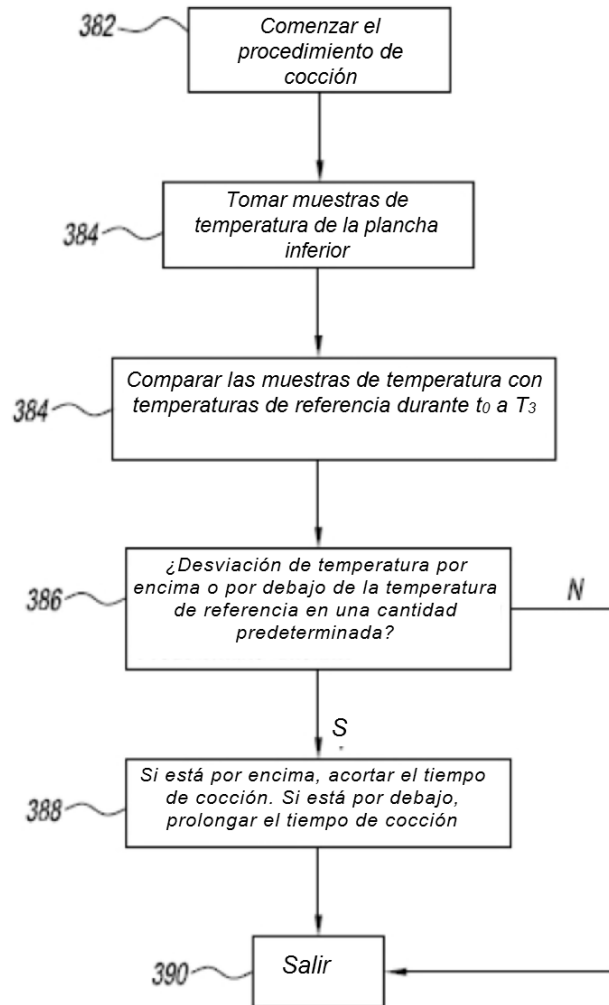 382
Comenzar el
procedimiento de
cocción
384
Tomar muestras de
temperatura de la plancha
inferior
384
Comparar las muestras de temperatura con
temperaturas de referencia durante t0 a T3
386
¿Desviación de temperatura por
encima o por debajo de la temperatura
de referencia en una cantidad
predeterminada?
N
S
388
Si está por encima, acortar el tiempo
de cocción. Si está por debajo,
prolongar el tiempo de cocción
390
Salir